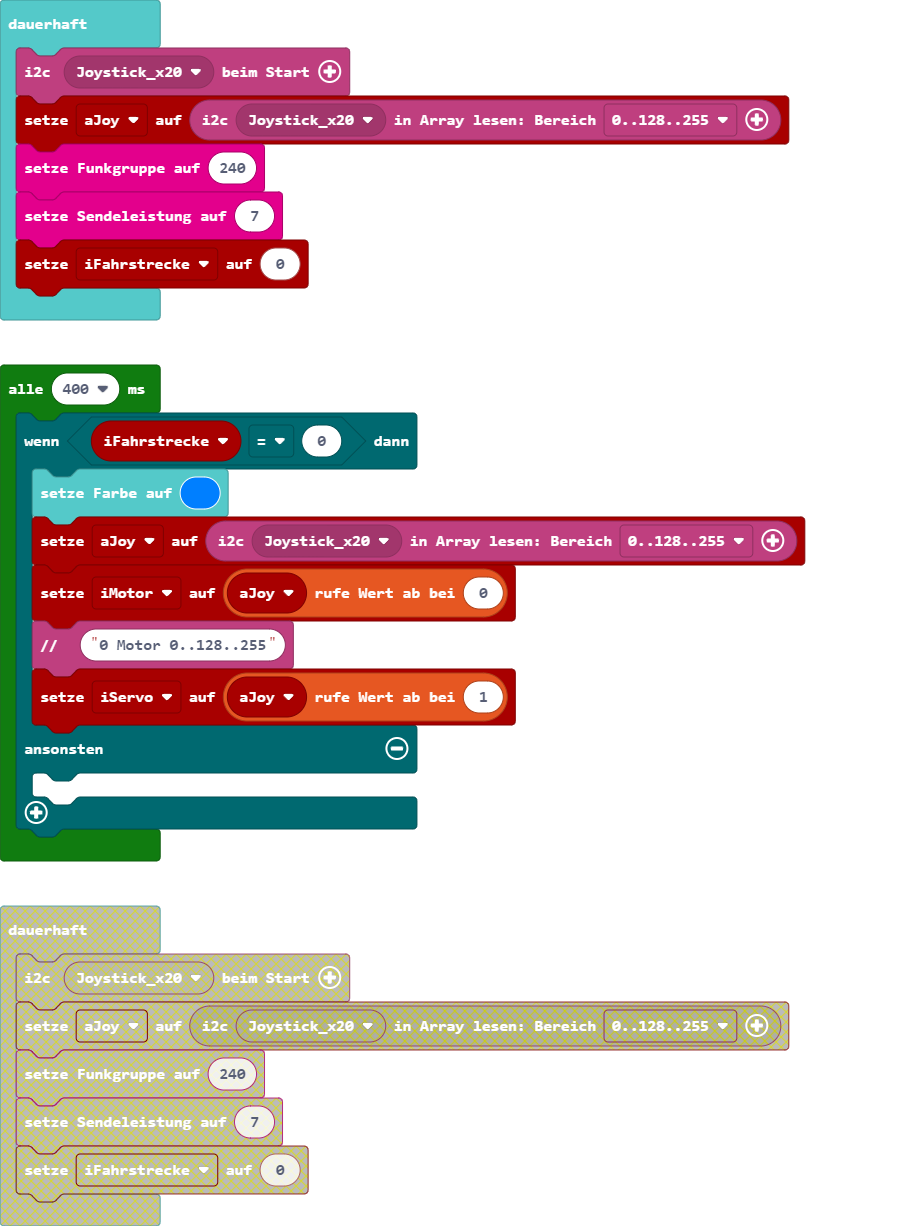 dauerhaft
i2c Joystick_x20 beim Start
setze aJoy auf i2c Joystick_x20 in Array lesen: Bereich 0..128..255
setze Funkgruppe auf 240
setze Sendeleistung auf 7
setze iFahrstrecke auf 0
alle 400 ms
wenn iFahrstrecke = 0 dann
setze Farbe auf
setze aJoy auf i2c Joystick_x20 in Array lesen: Bereich 0..128..255
setze iMotor auf aJoy rufe Wert ab bei 0
// "0 Motor 0..128..255"
setze iServo auf aJoy rufe Wert ab bei 1
ansonsten
dauerhaft
i2c Joystick_x20 beim Start
setze aJoy auf i2c Joystick_x20 in Array lesen: Bereich 0..128..255
setze Funkgruppe auf 240
setze Sendeleistung auf 7
setze iFahrstrecke auf 0